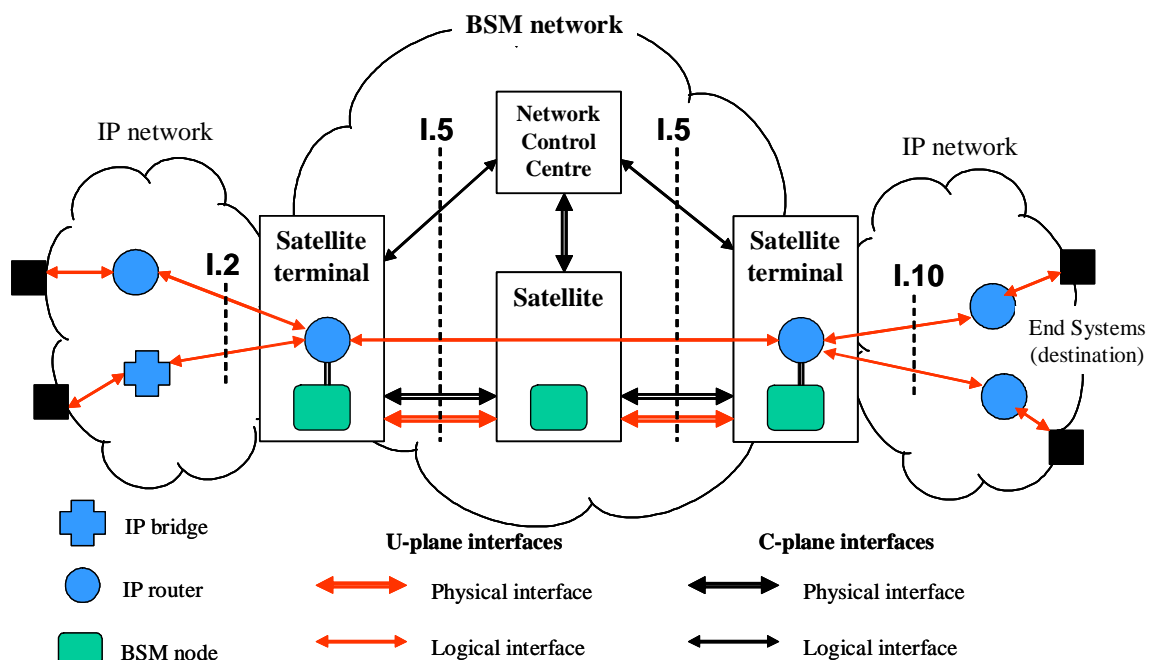 BSM network
IP network
I.5
Network
Control
Centre
I.5
IP network
I.2
Satellite
terminal
Satellite
Satellite
terminal
I.10
End Systems
(destination)
IP bridge
IP router
BSM node
U-plane interfaces
Physical interface
Logical interface
C-plane interfaces
Physical interface
Logical interface